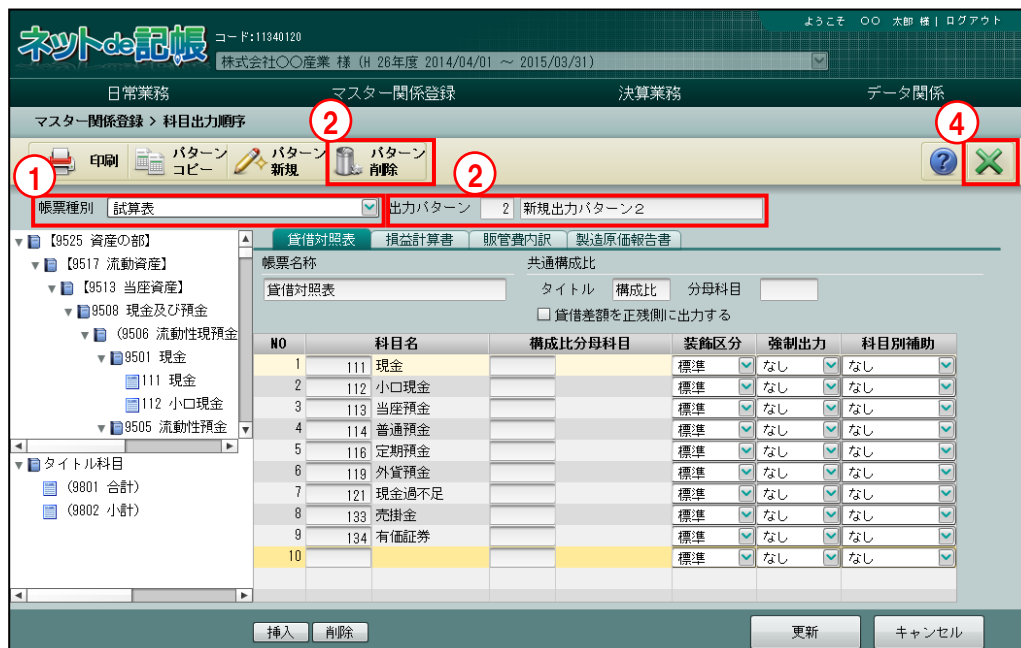 ようこそ 〇〇 太郎 様 | ログアウト
ネットde記帳 コード:11340120
株式会社〇〇産業 様 (H 26年度 2014/04/01 ～ 2015/03/31)
日常業務 マスター関係登録 決算業務 データ関係
マスター関係登録 > 科目出力順序
② ④
印刷 パターンコピー パターン新規 パターン削除 ?
① ②
帳票種別 試算表 出力パターン 2 新規出力パターン２
【9525 資産の部】
【9517 流動資産】
【9513 当座資産】
9508 現金及び預金
(9506 流動性現預金
9501 現金
111 現金
112 小口現金
9505 流動性預金
タイトル科目
(9801 合計)
(9802 小計)
貸借対照表 損益計算書 販管費内訳 製造原価報告書
帳票名称 共通構成比
貸借対照表 タイトル 構成比 分母科目
貸借差額を正残側に出力する
NO 科目名 構成比分母科目 装飾区分 強制出力 科目別補助
1 111 現金 標準 なし なし
2 112 小口現金 標準 なし なし
3 113 当座預金 標準 なし なし
4 114 普通預金 標準 なし なし
5 116 定期預金 標準 なし なし
6 119 外貨預金 標準 なし なし
7 121 現金過不足 標準 なし なし
8 133 売掛金 標準 なし なし
9 134 有価証券 標準 なし なし
10 標準 なし なし
挿入 削除 更新 キャンセル